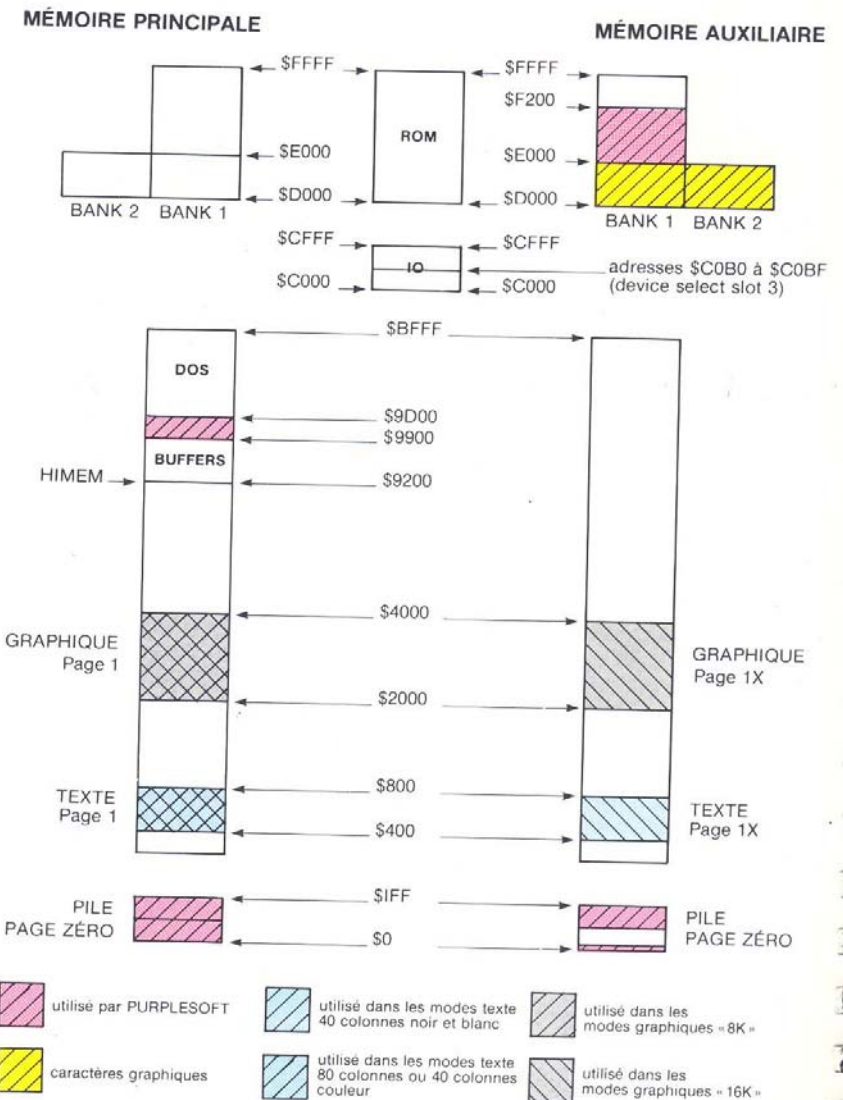 MÉMOIRE PRINCIPALE
MÉMOIRE AUXILIAIRE
$FFFF
$FFFF
$F200
ROM
$E000
$E000
$D000
$D000
BANK 2
BANK 1
BANK 1
BANK 2
$CFFF
$CFFF
IO
adresses $C0B0 à $C0BF
(device select slot 3)
$C000
$C000
$BFFF
DOS
$9D00
$9900
BUFFERS
HIMEM
$9200
$4000
GRAPHIQUE
Page 1
GRAPHIQUE
Page 1X
$2000
$800
TEXTE
Page 1
TEXTE
Page 1X
$400
$IFF
PILE
PAGE ZÉRO
PILE
PAGE ZÉRO
$0
utilisé par PURPLESOFT
utilisé dans les modes texte
40 colonnes noir et blanc
utilisé dans les
modes graphiques « 8K »
caractères graphiques
utilisé dans les modes texte
80 colonnes ou 40 colonnes
couleur
utilisé dans les
modes graphiques « 16K »